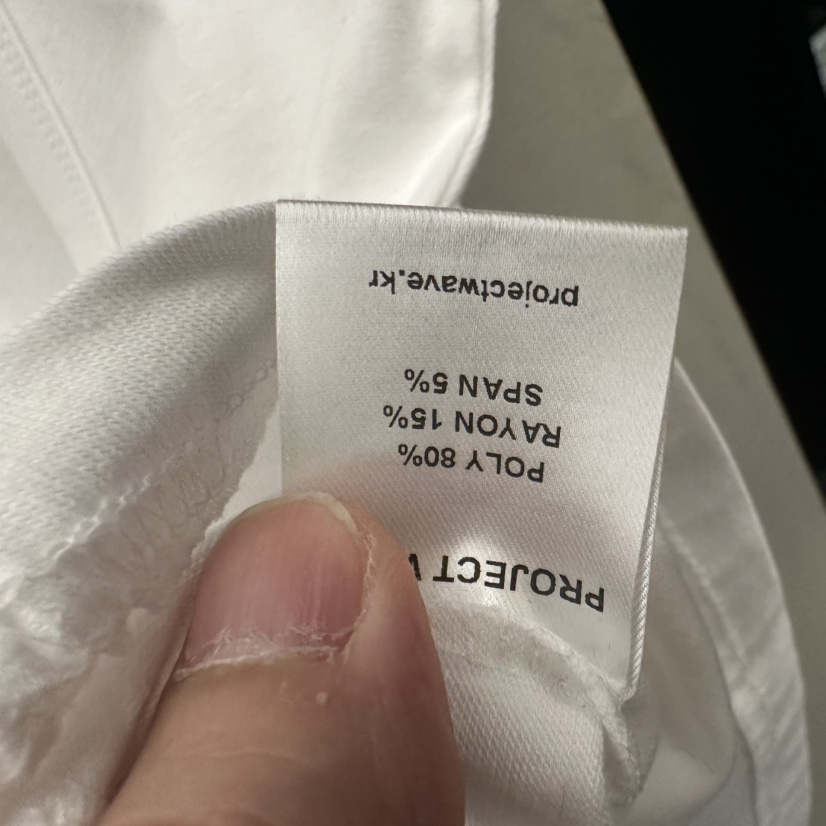 PROJECT
POLY 80%
RAYON 15%
SPAN 5%
projectwave.kr